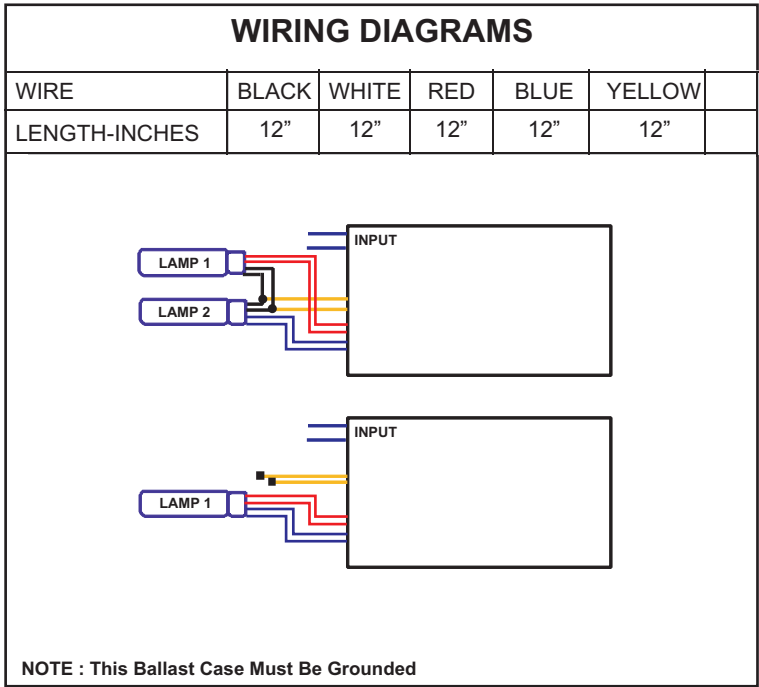 WIRING DIAGRAMS
WIRE BLACK WHITE RED BLUE YELLOW
LENGTH-INCHES 12” 12” 12” 12” 12”
INPUT
LAMP 1
LAMP 2
INPUT
LAMP 1
NOTE : This Ballast Case Must Be Grounded